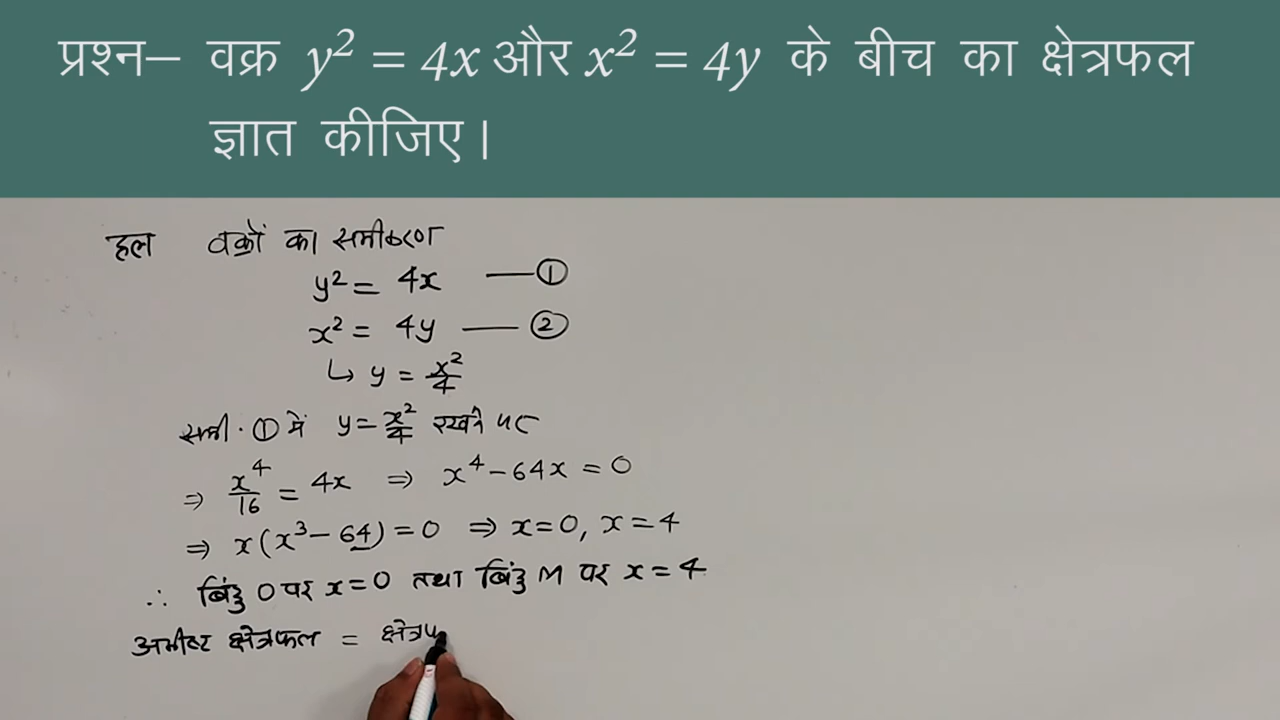 प्रश्न– वक्र y² = 4x और x² = 4y के बीच का क्षेत्रफल
ज्ञात कीजिए।
हल वक्रों का समीकरण
y² = 4x —— ①
x² = 4y —— ②
↳ y = x²/4
समी. ① में y = x²/4 रखने पर
⇒ x⁴/16 = 4x ⇒ x⁴ – 64x = 0
⇒ x(x³ – 64) = 0 ⇒ x=0, x=4
∴ बिंदु O पर x=0 तथा बिंदु M पर x=4
अभीष्ट क्षेत्रफल =